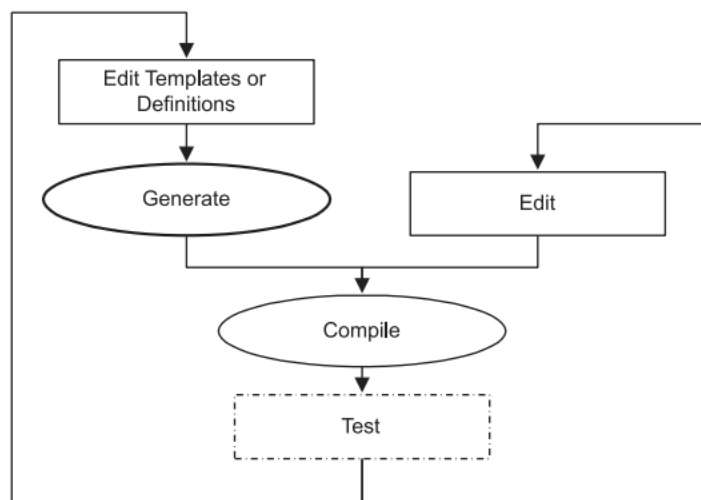 Edit Templates or
Definitions
Generate
Edit
Compile
Test